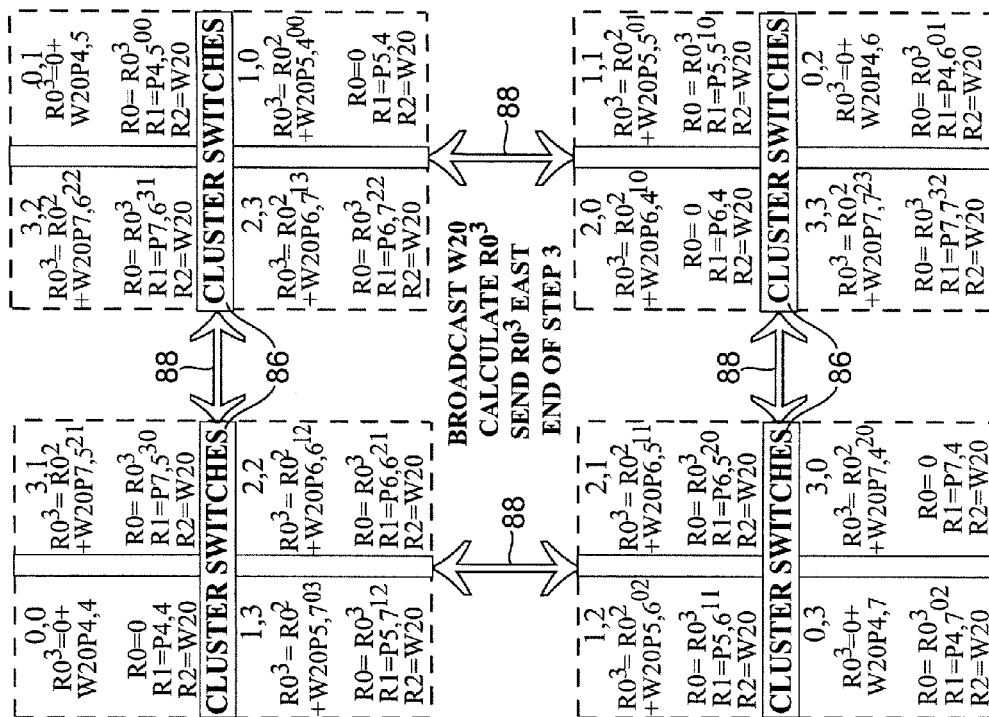 0,0
R0³=0+
W20P4,4
R0=0
R1=P4,4
R2=W20
3,1
R0³= R0²
+W20P7,5²¹
R0= R0³
R1=P7,5³⁰
R2=W20
CLUSTER SWITCHES
1,3
R0³= R0²
+W20P5,7⁰³
R0= R0³
R1=P5,7¹²
R2=W20
2,2
R0³= R0²
+W20P6,6¹²
R0= R0³
R1=P6,6²¹
R2=W20
88
86
3,2
R0³= R0²
+W20P7,6²²
R0= R0³
R1=P7,6³¹
R2=W20
0,1
R0³=0+
W20P4,5
R0= R0³
R1=P4,5⁰⁰
R2=W20
CLUSTER SWITCHES
2,3
R0³= R0²
+W20P6,7¹³
R0= R0³
R1=P6,7²²
R2=W20
1,0
R0³= R0²
+W20P5,4⁰⁰
R0=0
R1=P5,4
R2=W20
88
BROADCAST W20
CALCULATE R0³
SEND R0³ EAST
END OF STEP 3
88
1,2
R0³= R0²
+W20P5,6⁰²
R0= R0³
R1=P5,6¹¹
R2=W20
2,1
R0³= R0²
+W20P6,5¹¹
R0= R0³
R1=P6,5²⁰
R2=W20
CLUSTER SWITCHES
0,3
R0³=0+
W20P4,7
R0= R0³
R1=P4,7⁰²
R2=W20
3,0
R0³= R0²
+W20P7,4²⁰
R0= 0
R1=P7,4
R2=W20
88
86
2,0
R0³= R0²
+W20P6,4¹⁰
R0= 0
R1=P6,4
R2=W20
1,1
R0³= R0²
+W20P5,5⁰¹
R0= R0³
R1=P5,5¹⁰
R2=W20
CLUSTER SWITCHES
3,3
R0³= R0²
+W20P7,7²³
R0= R0³
R1=P7,7³²
R2=W20
0,2
R0³=0+
W20P4,6
R0= R0³
R1=P4,6⁰¹
R2=W20